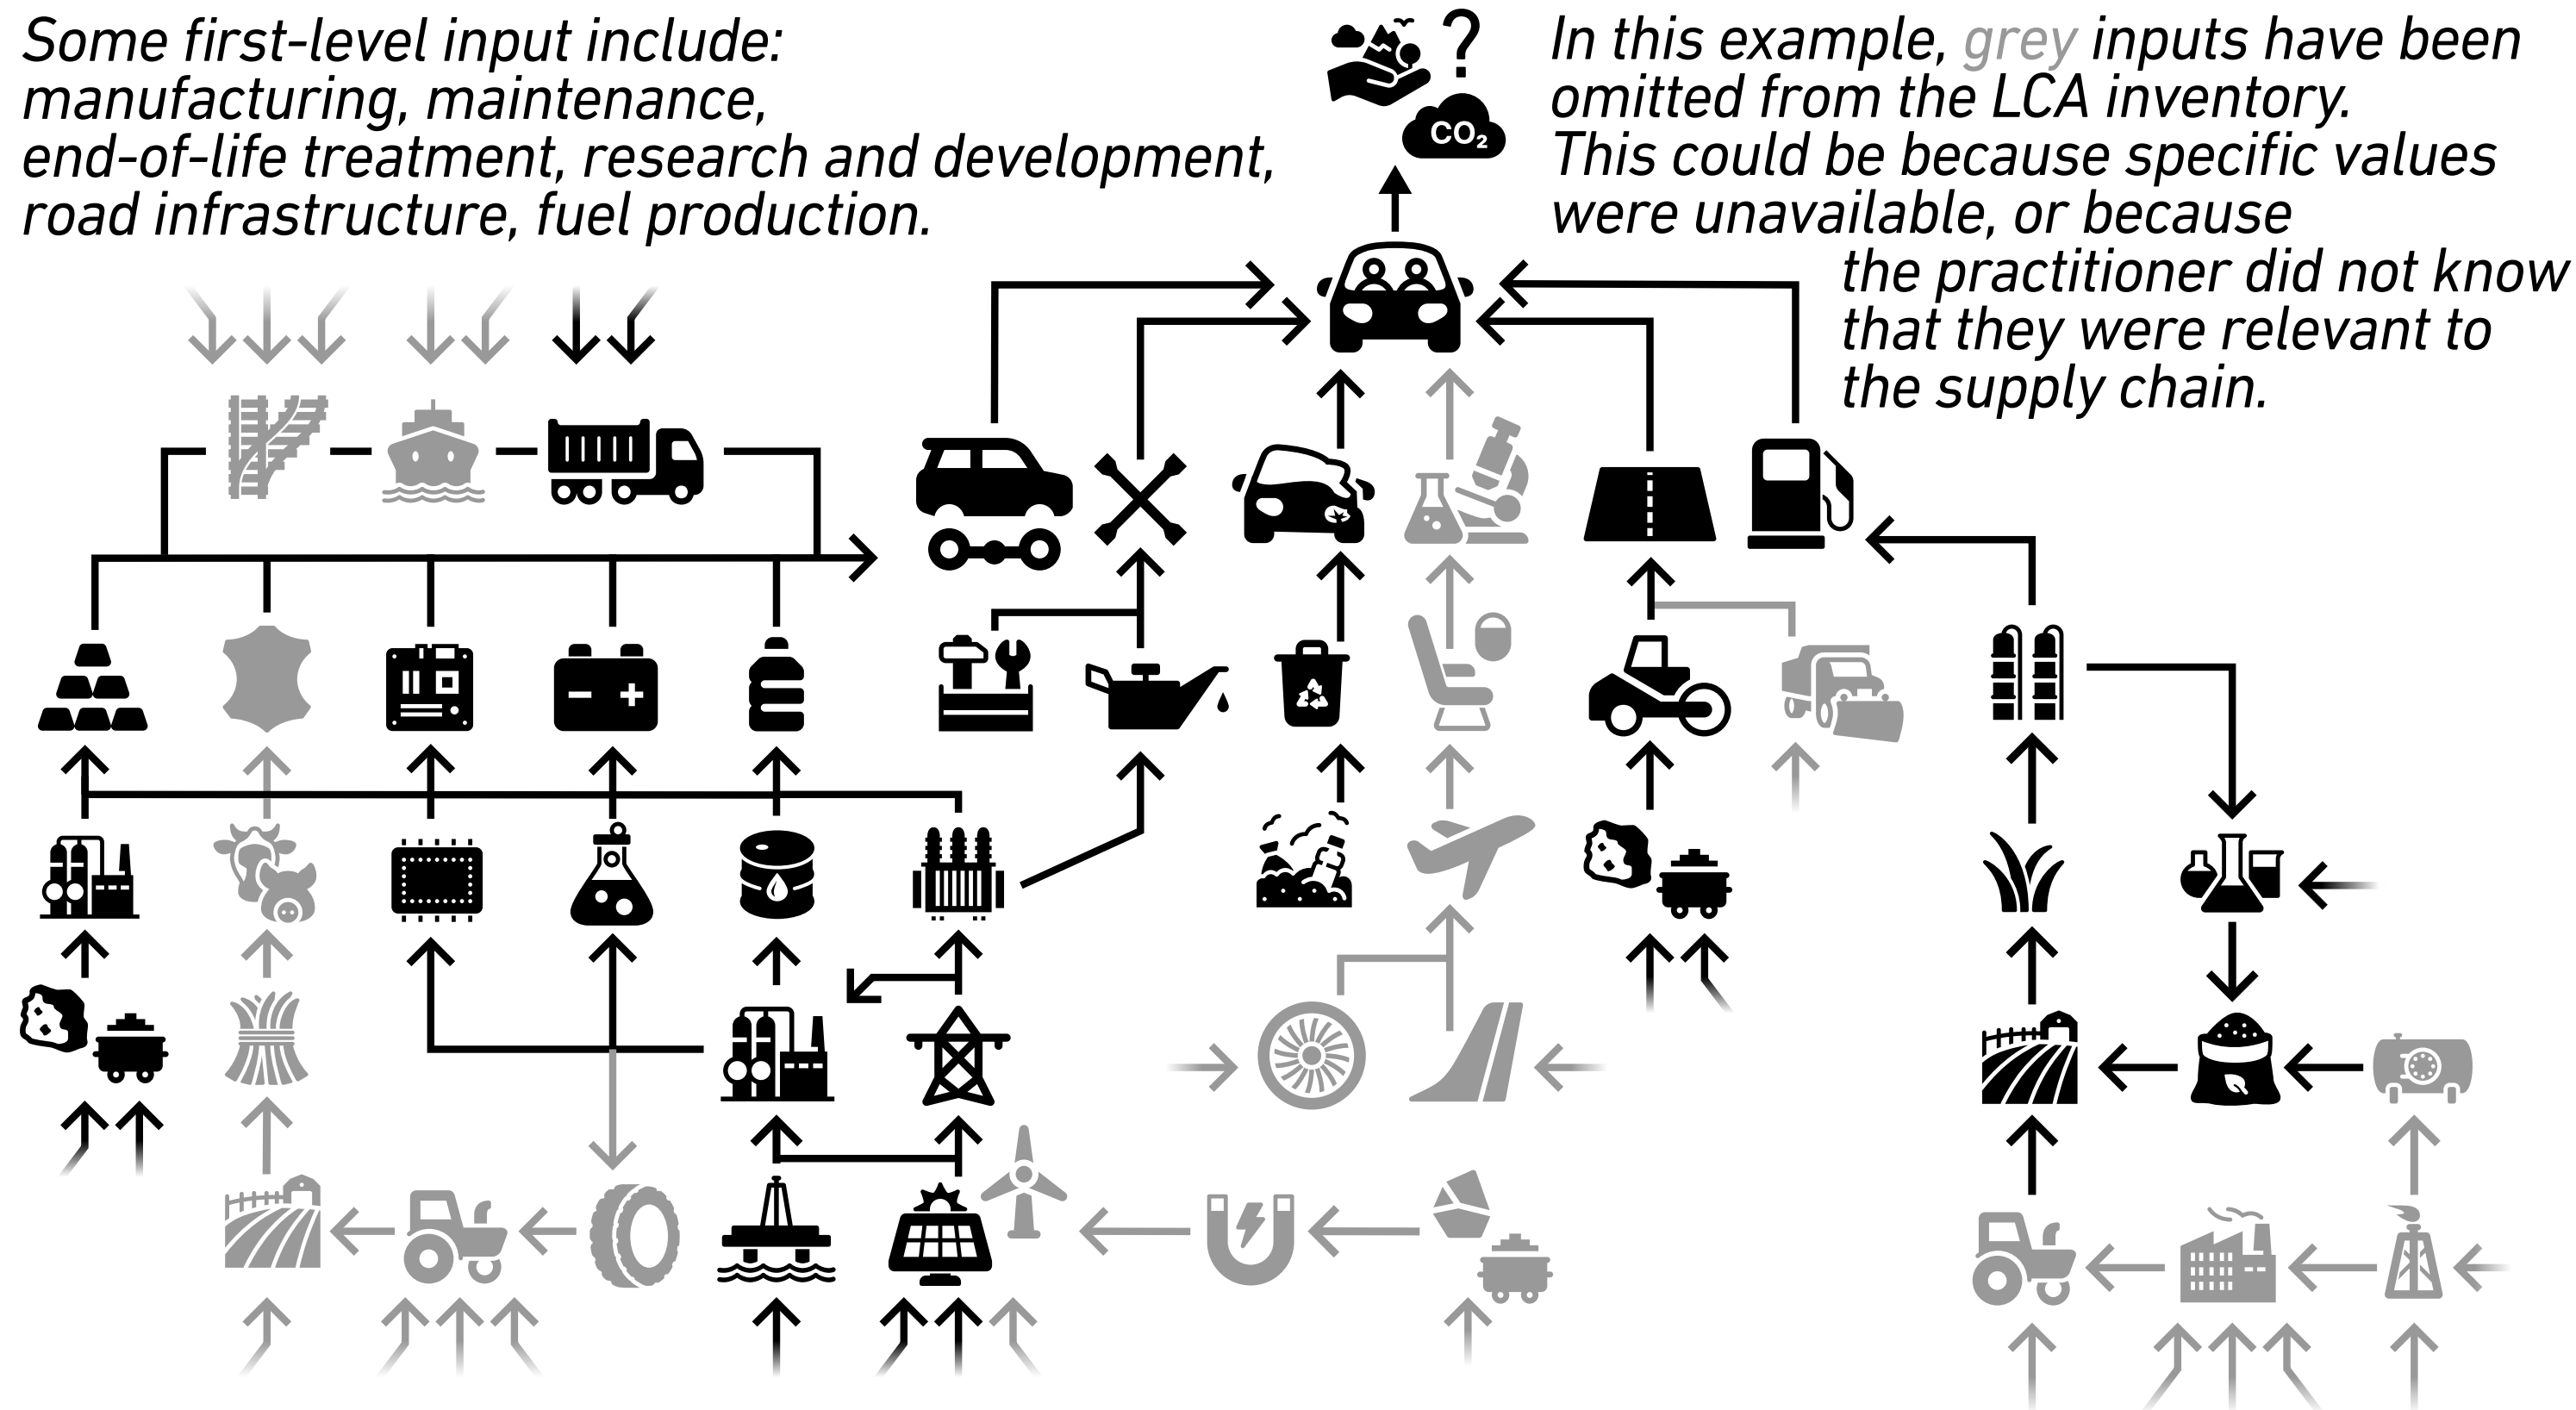 Some first-level input include:
manufacturing, maintenance,
end-of-life treatment, research and development,
road infrastructure, fuel production.
?
CO₂
In this example, grey inputs have been
omitted from the LCA inventory.
This could be because specific values
were unavailable, or because
the practitioner did not know
that they were relevant to
the supply chain.